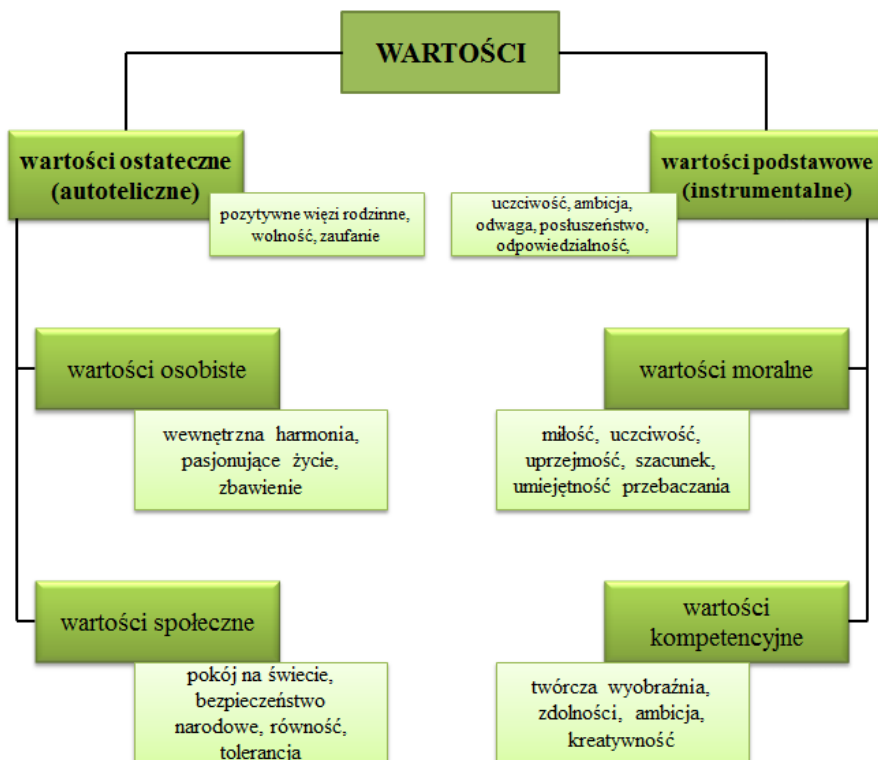 WARTOŚCI
wartości ostateczne
(autoteliczne)
pozytywne więzi rodzinne,
wolność, zaufanie
wartości podstawowe
(instrumentalne)
uczciwość, ambicja,
odwaga, posłuszeństwo,
odpowiedzialność,
wartości osobiste
wewnętrzna harmonia,
pasjonujące życie,
zbawienie
wartości moralne
miłość, uczciwość,
uprzejmość, szacunek,
umiejętność przebaczania
wartości społeczne
pokój na świecie,
bezpieczeństwo
narodowe, równość,
tolerancja
wartości
kompetencyjne
twórcza wyobraźnia,
zdolności, ambicja,
kreatywność